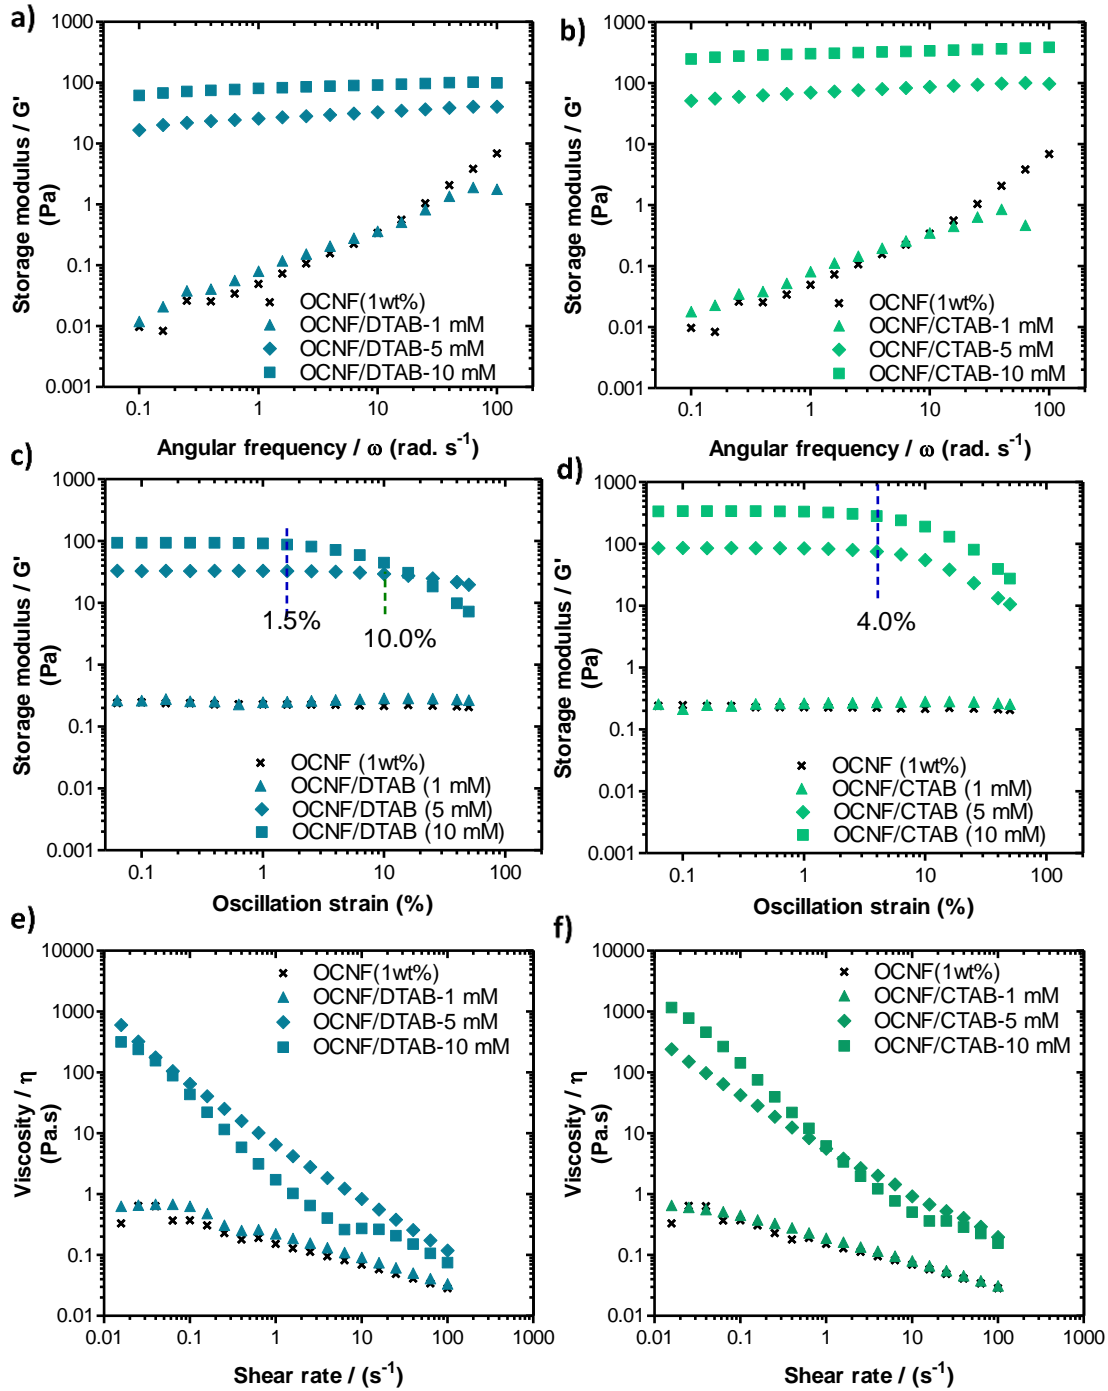 a)
1000
100
10
1
0.1
0.01
0.001
Storage modulus / G'
(Pa)
OCNF(1wt%)
OCNF/DTAB-1 mM
OCNF/DTAB-5 mM
OCNF/DTAB-10 mM
0.1
1
10
100
Angular frequency / ω (rad. s⁻¹)
b)
1000
100
10
1
0.1
0.01
0.001
Storage modulus / G'
(Pa)
OCNF(1wt%)
OCNF/CTAB-1 mM
OCNF/CTAB-5 mM
OCNF/CTAB-10 mM
0.1
1
10
100
Angular frequency / ω (rad. s⁻¹)
c)
1000
100
10
1
0.1
0.01
0.001
Storage modulus / G'
(Pa)
1.5%
10.0%
OCNF (1wt%)
OCNF/DTAB (1 mM)
OCNF/DTAB (5 mM)
OCNF/DTAB (10 mM)
0.1
1
10
100
Oscillation strain (%)
d)
1000
100
10
1
0.1
0.01
0.001
Storage modulus / G'
(Pa)
4.0%
OCNF (1wt%)
OCNF/CTAB (1 mM)
OCNF/CTAB (5 mM)
OCNF/CTAB (10 mM)
0.1
1
10
100
Oscillation strain (%)
e)
10000
1000
100
10
1
0.1
0.01
Viscosity / η
(Pa.s)
OCNF(1wt%)
OCNF/DTAB-1 mM
OCNF/DTAB-5 mM
OCNF/DTAB-10 mM
0.01
0.1
1
10
100
1000
Shear rate / (s⁻¹)
f)
10000
1000
100
10
1
0.1
0.01
Viscosity / η
(Pa.s)
OCNF(1wt%)
OCNF/CTAB-1 mM
OCNF/CTAB-5 mM
OCNF/CTAB-10 mM
0.01
0.1
1
10
100
1000
Shear rate / (s⁻¹)